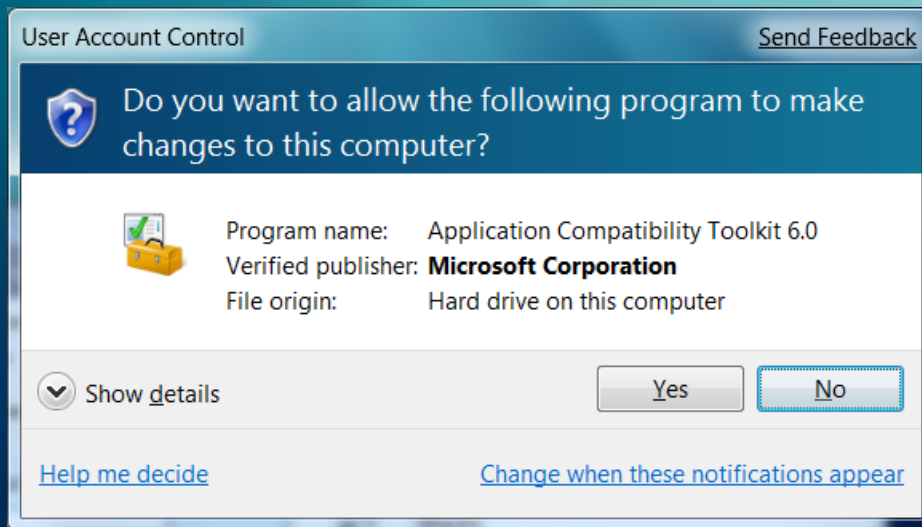 User Account Control
Send Feedback
Do you want to allow the following program to make
changes to this computer?
Program name: Application Compatibility Toolkit 6.0
Verified publisher: Microsoft Corporation
File origin: Hard drive on this computer
Show details
Yes
No
Help me decide
Change when these notifications appear